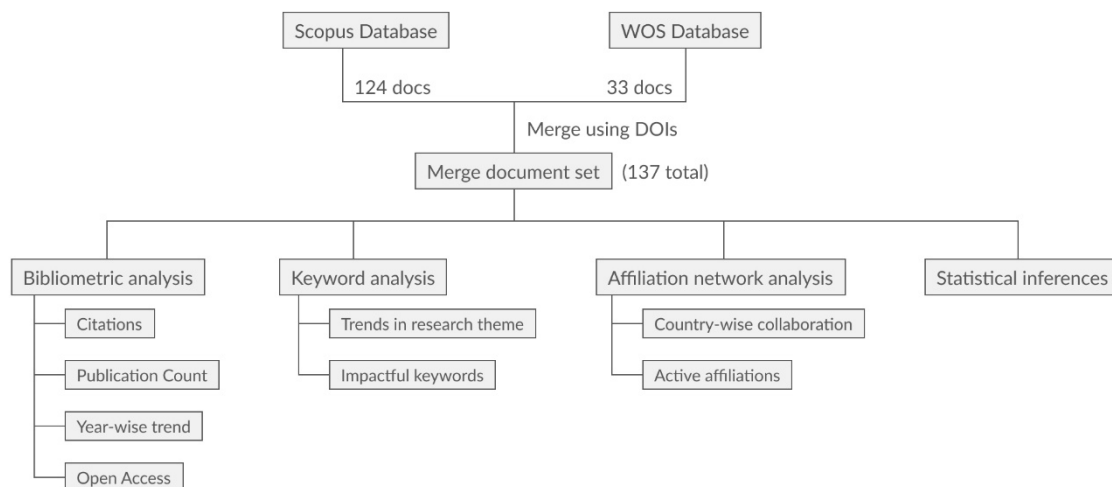 Scopus Database
WOS Database
124 docs
33 docs
Merge using DOIs
Merge document set (137 total)
Bibliometric analysis
Citations
Publication Count
Year-wise trend
Open Access
Keyword analysis
Trends in research theme
Impactful keywords
Affiliation network analysis
Country-wise collaboration
Active affiliations
Statistical inferences